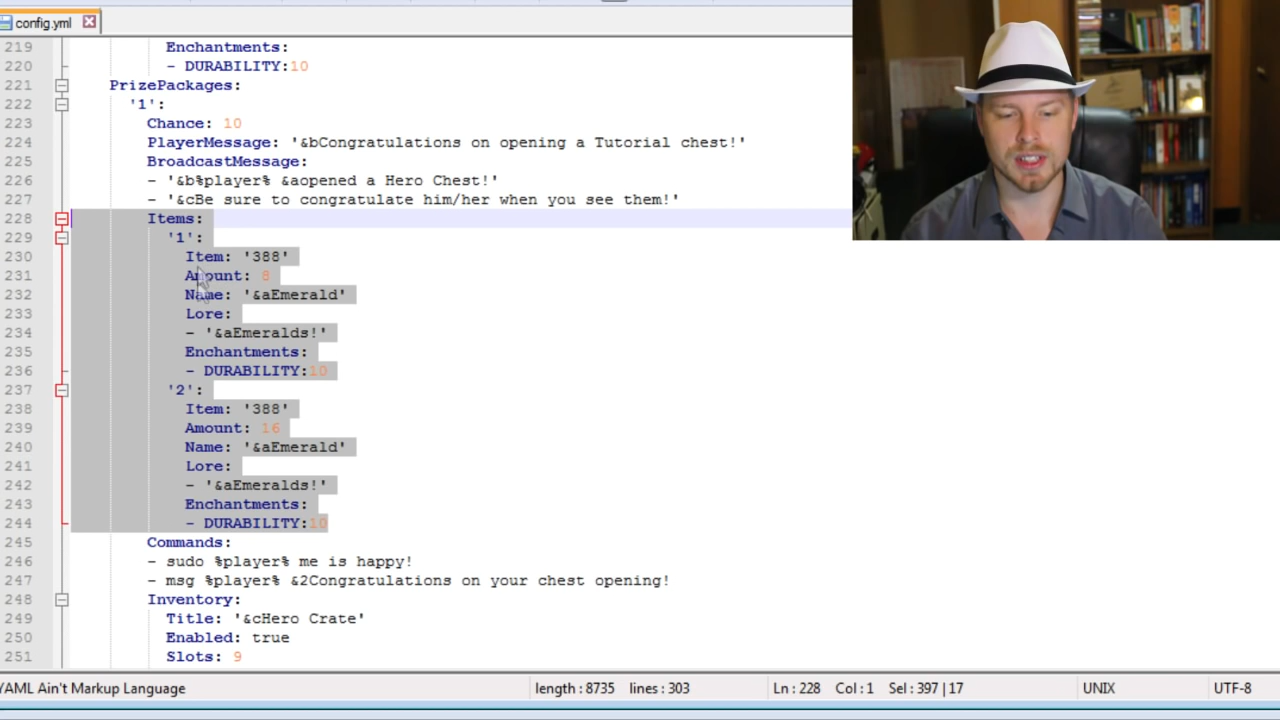 config.yml
219 Enchantments:
220 - DURABILITY:10
221 PrizePackages:
222 '1':
223 Chance: 10
224 PlayerMessage: '&bCongratulations on opening a Tutorial chest!'
225 BroadcastMessage:
226 - '&b%player% &aopened a Hero Chest!'
227 - '&cBe sure to congratulate him/her when you see them!'
228 Items:
229 '1':
230 Item: '388'
231 Amount: 8
232 Name: '&aEmerald'
233 Lore:
234 - '&aEmeralds!'
235 Enchantments:
236 - DURABILITY:10
237 '2':
238 Item: '388'
239 Amount: 16
240 Name: '&aEmerald'
241 Lore:
242 - '&aEmeralds!'
243 Enchantments:
244 - DURABILITY:10
245 Commands:
246 - sudo %player% me is happy!
247 - msg %player% &2Congratulations on your chest opening!
248 Inventory:
249 Title: '&cHero Crate'
250 Enabled: true
251 Slots: 9
YAML Ain't Markup Language length : 8735 lines : 303 Ln : 228 Col : 1 Sel : 397 | 17 UNIX UTF-8